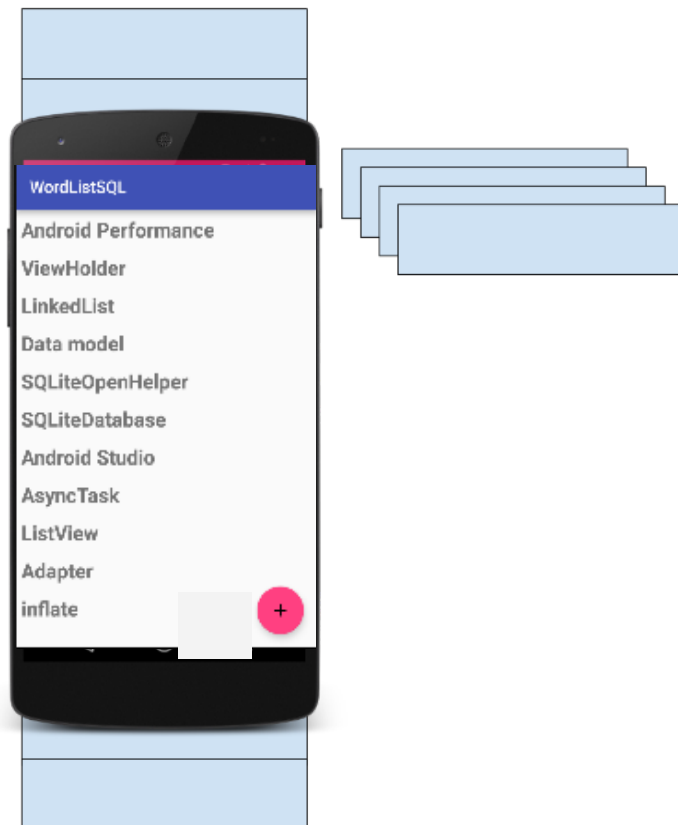 WordListSQL
Android Performance
ViewHolder
LinkedList
Data model
SQLiteOpenHelper
SQLiteDatabase
Android Studio
AsyncTask
ListView
Adapter
inflate
+